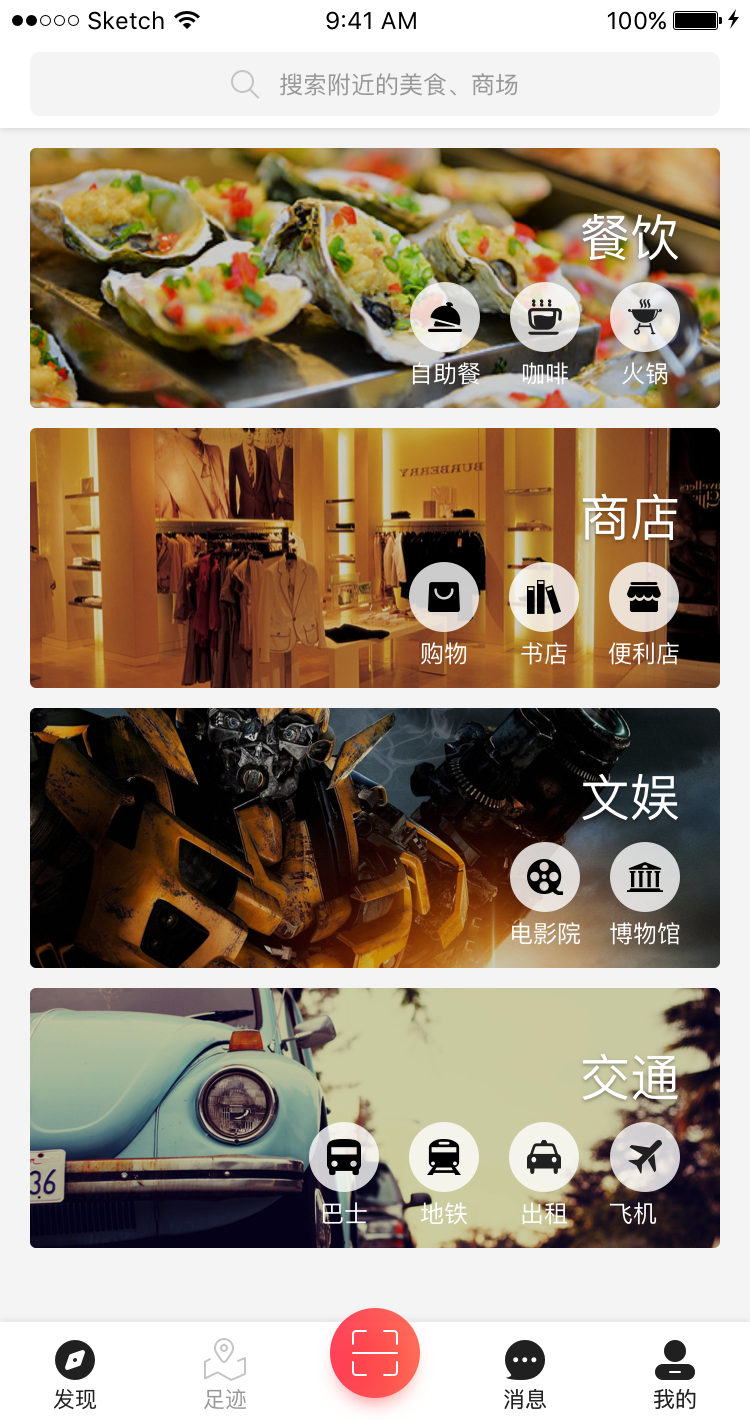 Sketch 9:41 AM 100%
搜索附近的美食、商场
餐饮
自助餐 咖啡 火锅
BURBERRY
商店
购物 书店 便利店
文娱
电影院 博物馆
交通
36
巴士 地铁 出租 飞机
发现 足迹 消息 我的